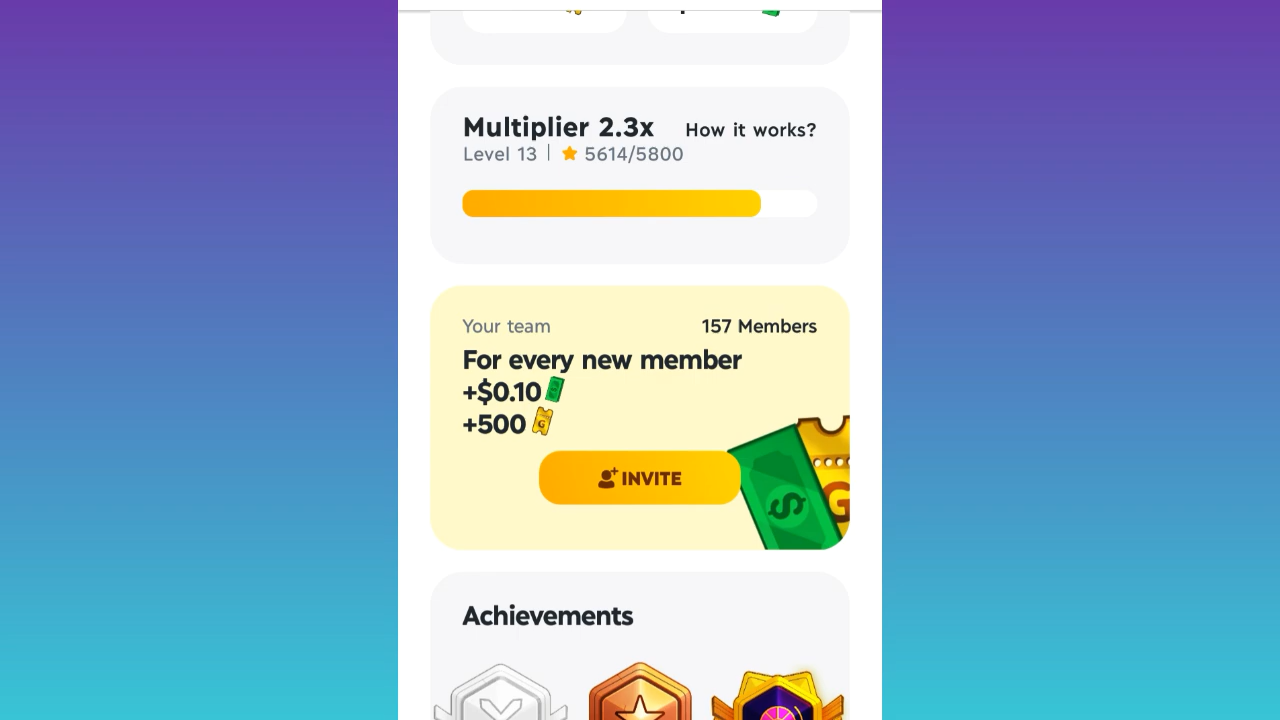 Multiplier 2.3x
How it works?
Level 13 | 5614/5800
Your team
157 Members
For every new member
+$0.10
+500
G
INVITE
$
G
Achievements